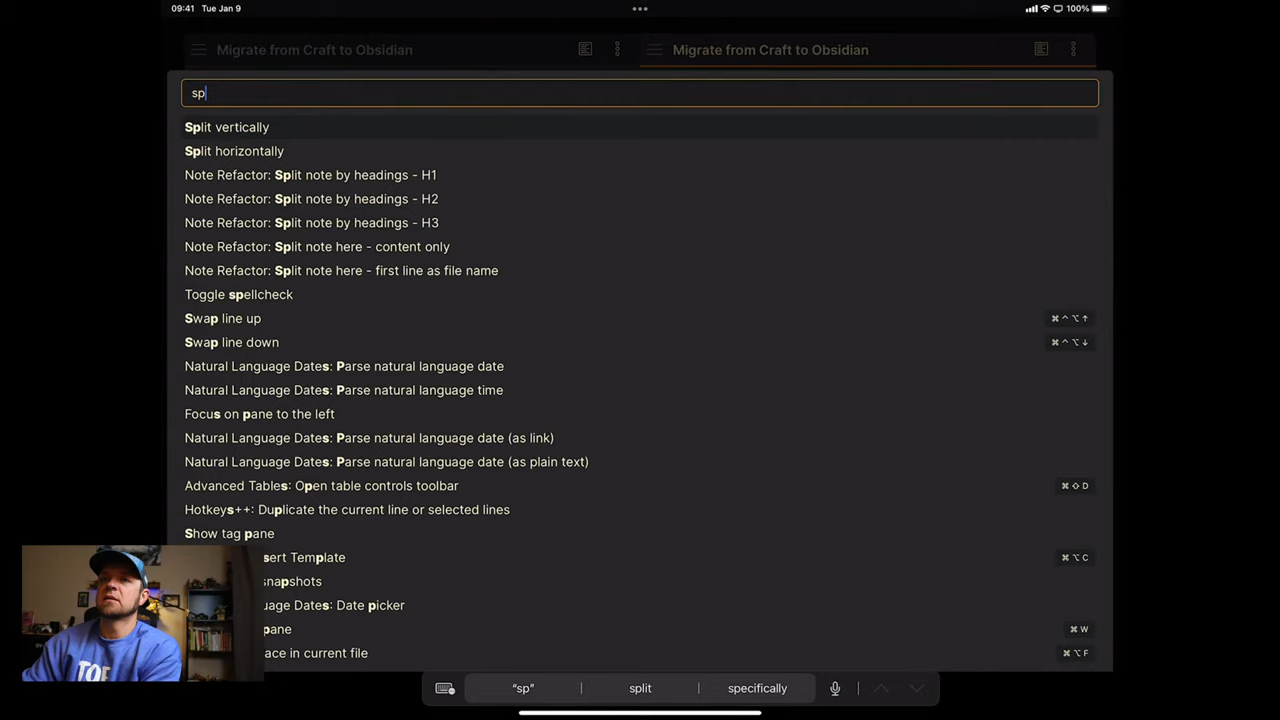 09:41 Tue Jan 9
100%
Migrate from Craft to Obsidian
Migrate from Craft to Obsidian
sp
Split vertically
Split horizontally
Note Refactor: Split note by headings - H1
Note Refactor: Split note by headings - H2
Note Refactor: Split note by headings - H3
Note Refactor: Split note here - content only
Note Refactor: Split note here - first line as file name
Toggle spellcheck
Swap line up ⌘ ^ ⌥ ↑
Swap line down ⌘ ^ ⌥ ↓
Natural Language Dates: Parse natural language date
Natural Language Dates: Parse natural language time
Focus on pane to the left
Natural Language Dates: Parse natural language date (as link)
Natural Language Dates: Parse natural language date (as plain text)
Advanced Tables: Open table controls toolbar ⌘ ⇧ D
Hotkeys++: Duplicate the current line or selected lines
Show tag pane
sert Template ⌘ ⌥ C
snapshots
uage Dates: Date picker
pane ⌘ W
ace in current file ⌘ ⌥ F
TOF
"sp" split specifically